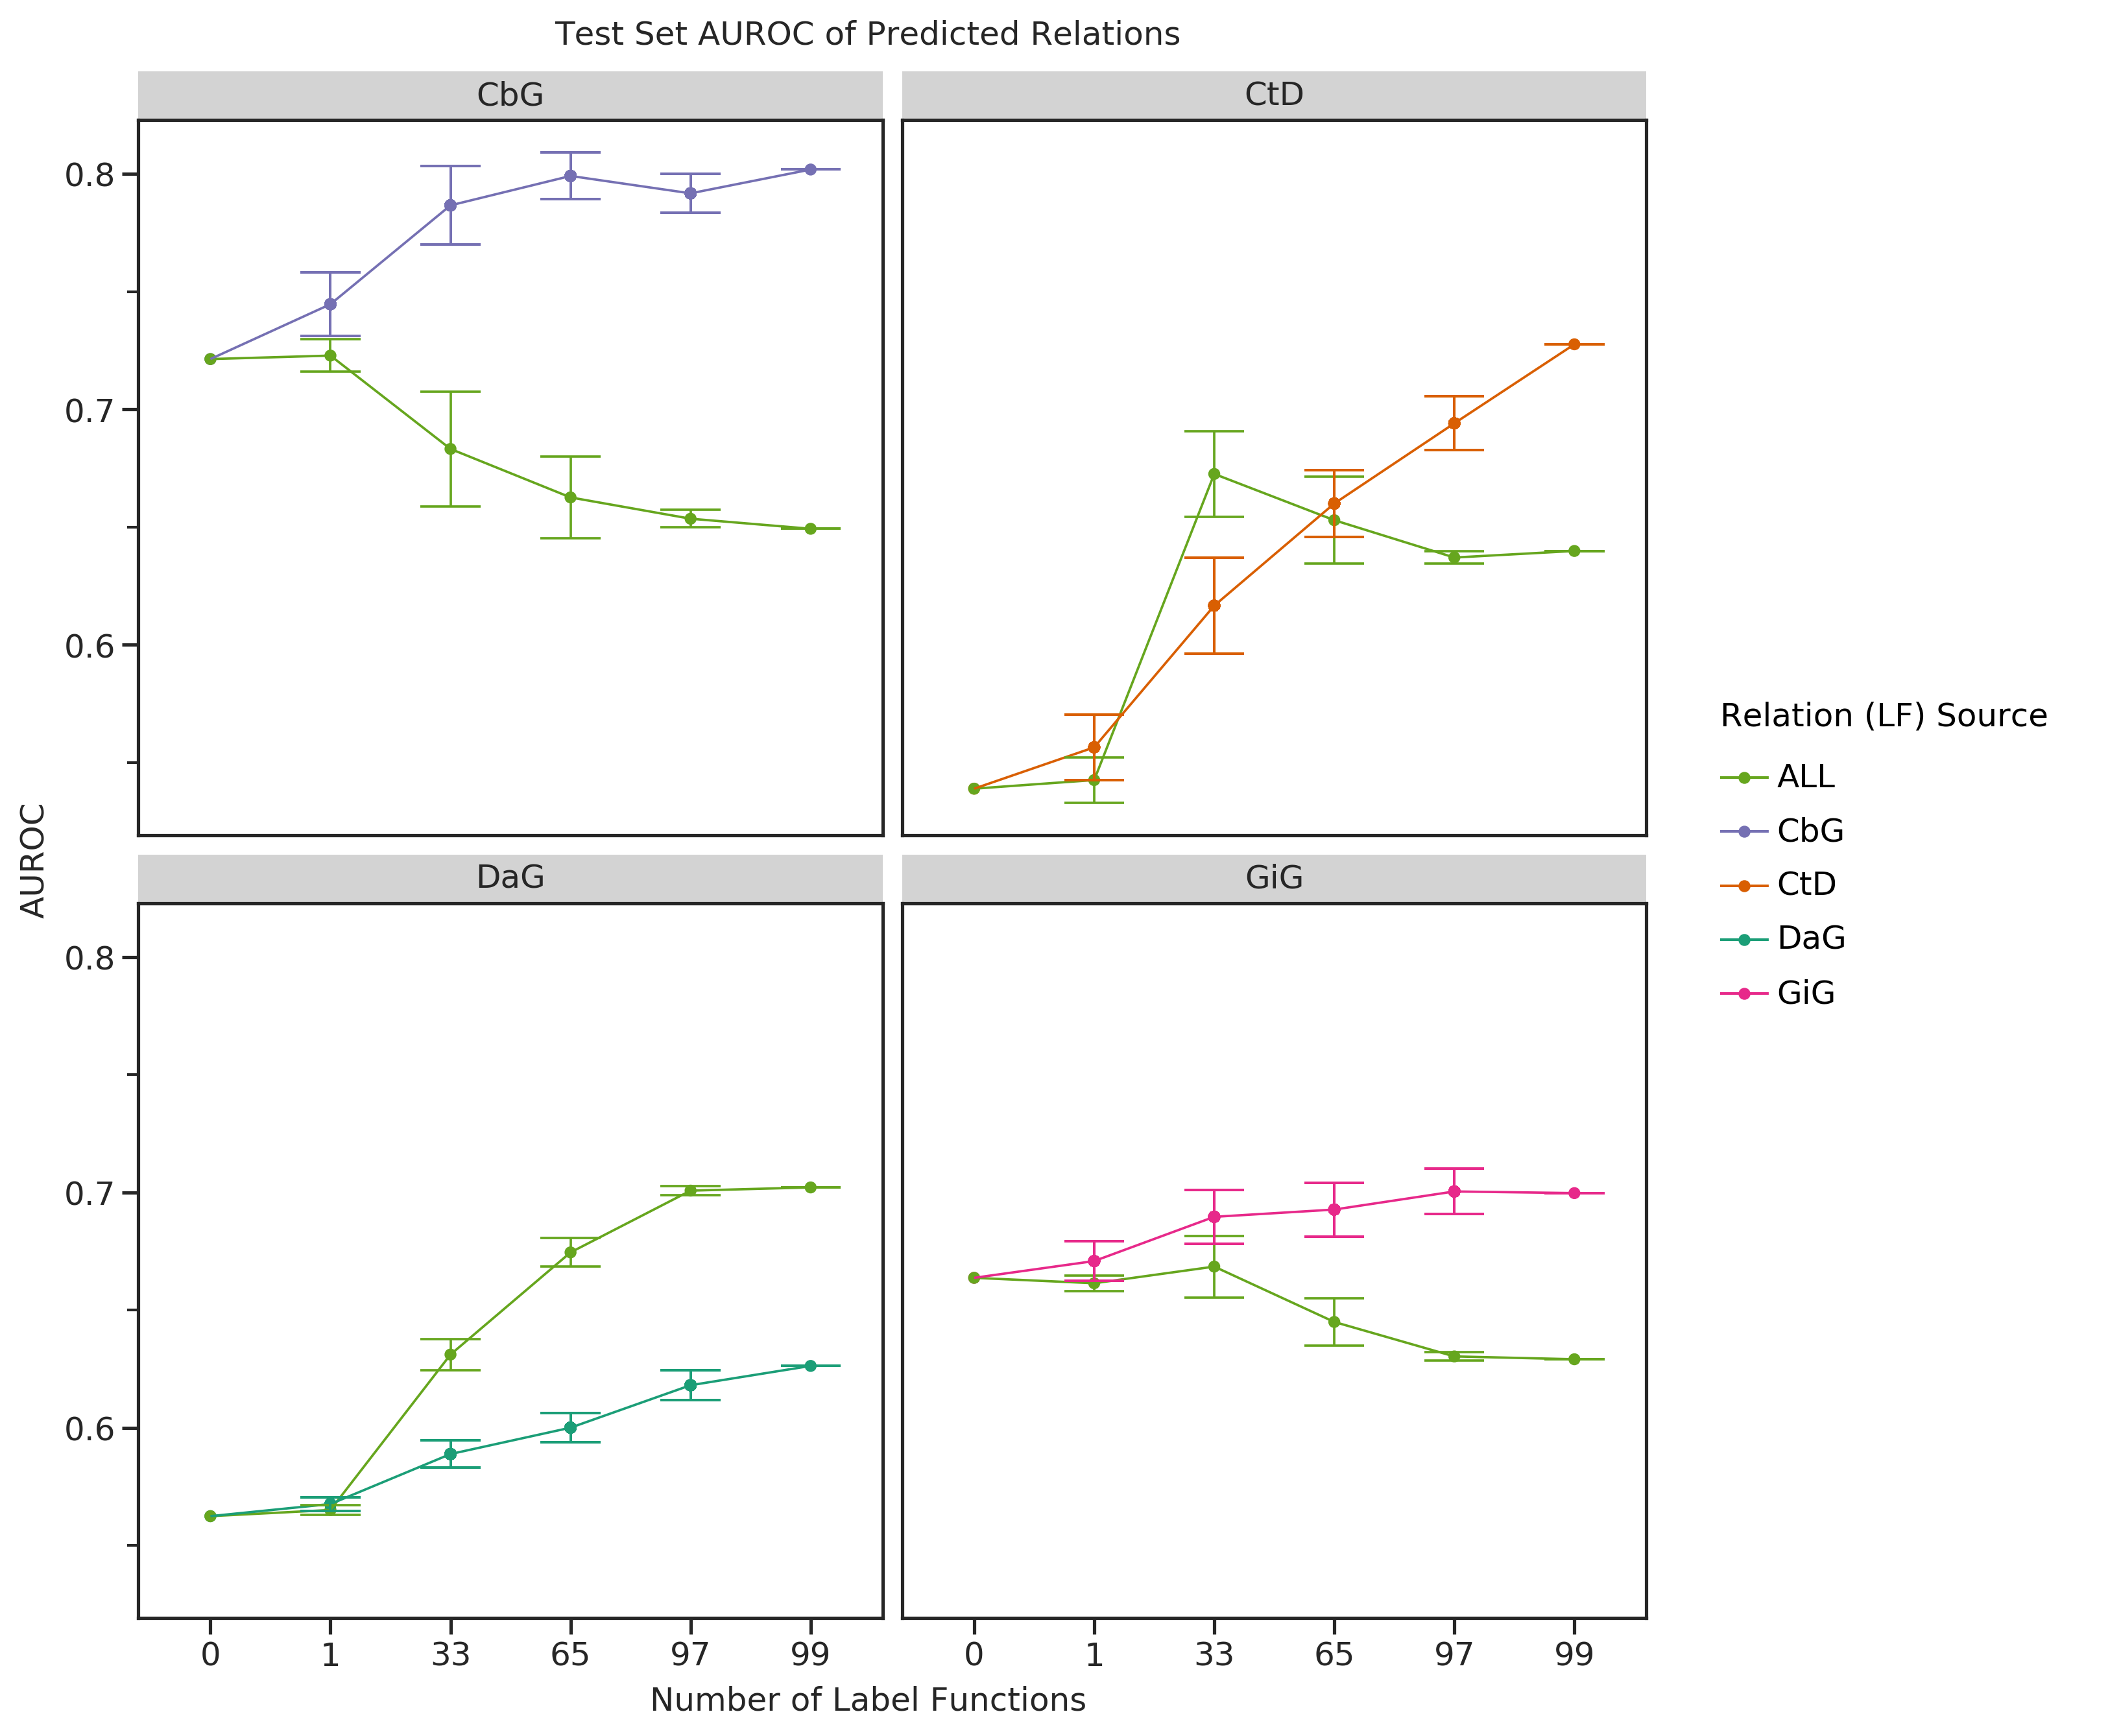 Test Set AUROC of Predicted Relations
CbG
CtD
0.8
0.7
0.6
DaG
GiG
0.8
0.7
0.6
0 1 33 65 97 99
0 1 33 65 97 99
Number of Label Functions
AUROC
Relation (LF) Source
ALL
CbG
CtD
DaG
GiG